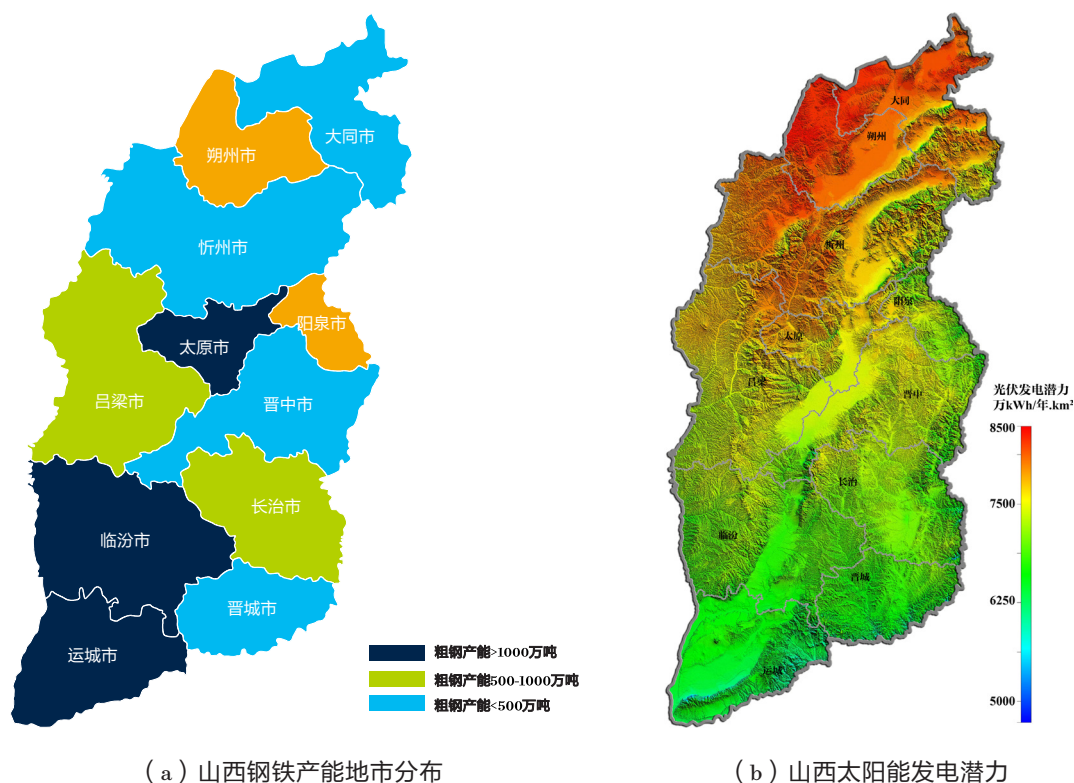 大同市
朔州市
忻州市
阳泉市
太原市
吕梁市
晋中市
长治市
临汾市
晋城市
运城市
粗钢产能>1000万吨
粗钢产能500-1000万吨
粗钢产能<500万吨
(a)山西钢铁产能地市分布
大同
朔州
忻州
阳泉
太原
吕梁
晋中
长治
临汾
晋城
运城
光伏发电潜力
万kWh/年.km²
8500
7500
6250
5000
(b)山西太阳能发电潜力